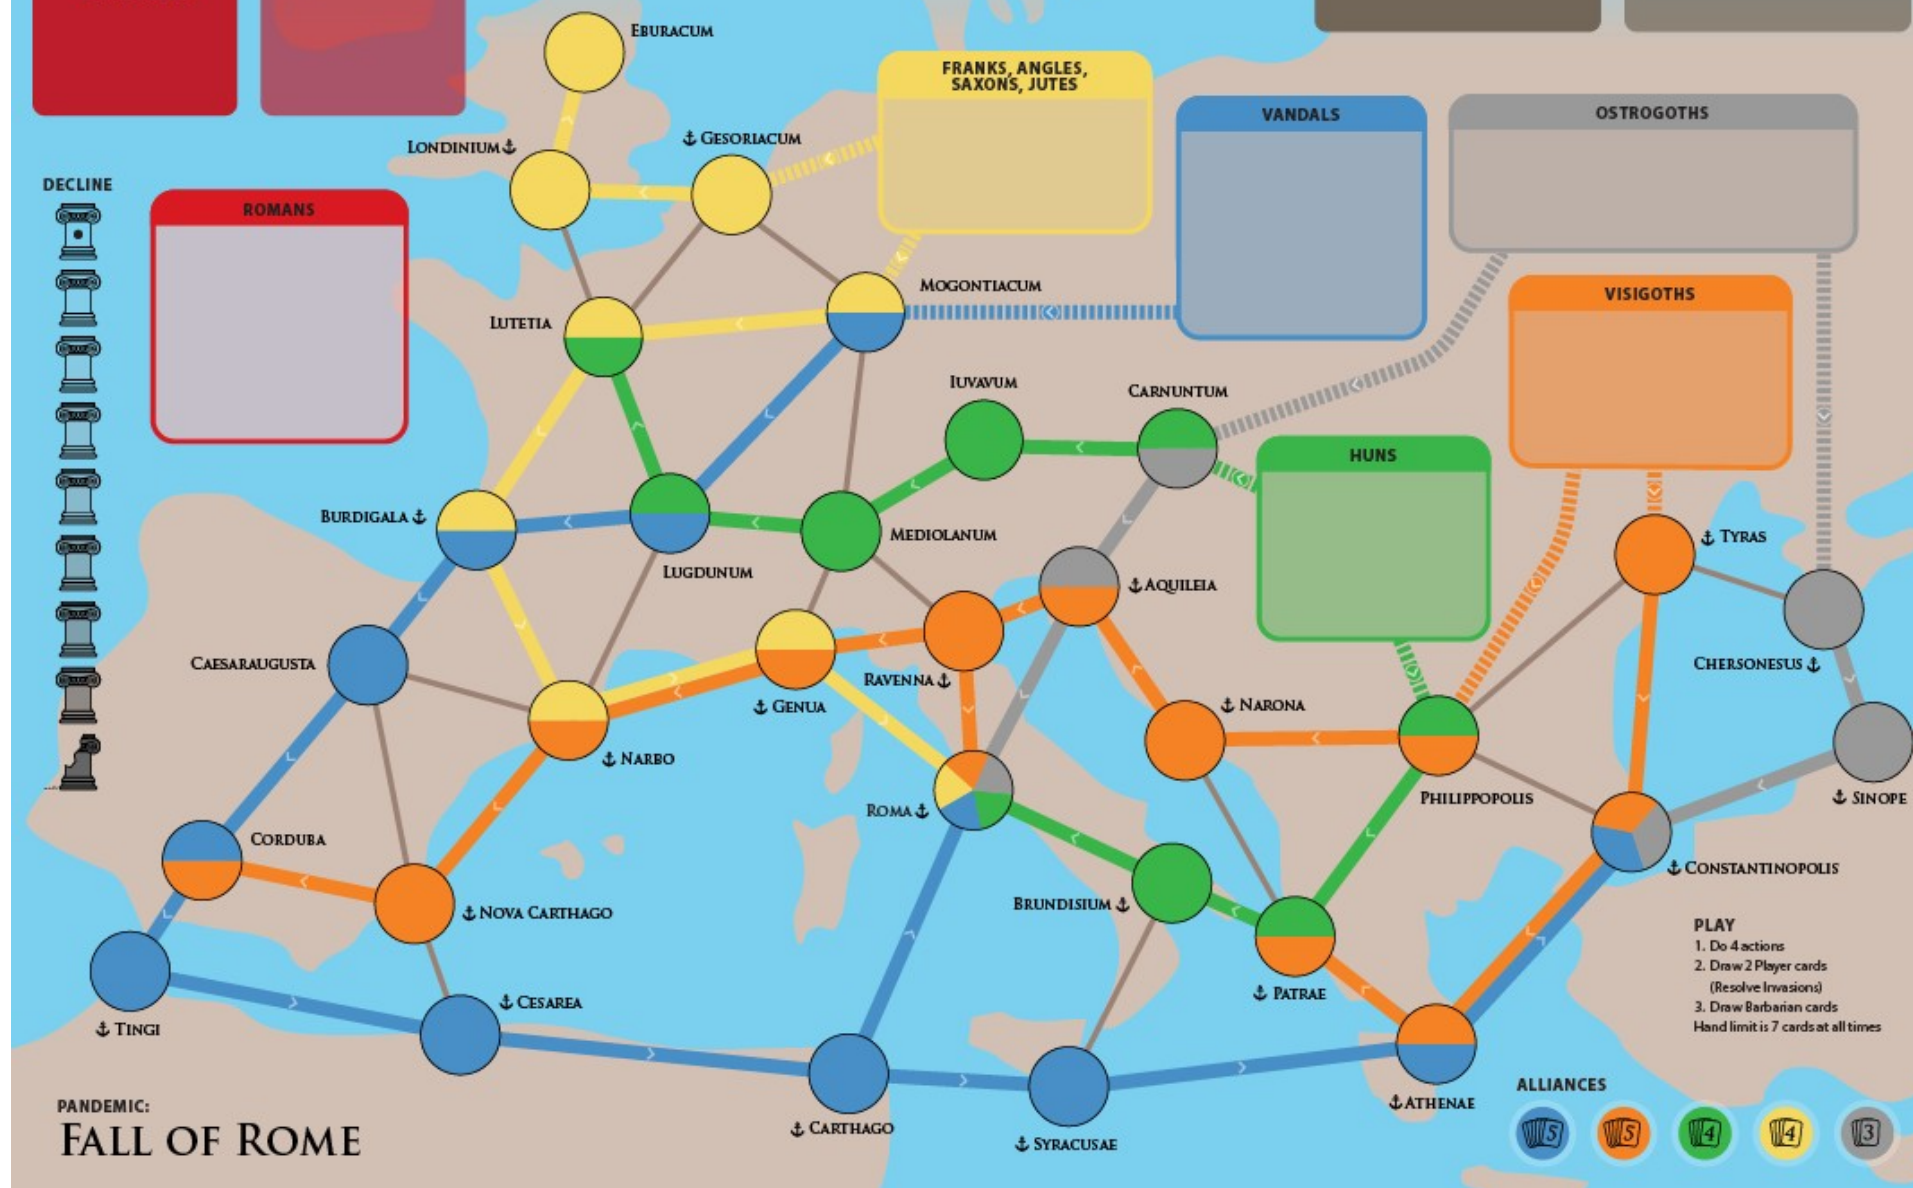 EBURACUM
FRANKS, ANGLES,
SAXONS, JUTES
VANDALS
OSTROGOTHS
LONDINIUM
GESORIACUM
DECLINE
ROMANS
MOGONTIACUM
VISIGOTHS
LUTETIA
IUVAVUM
CARNUNTUM
HUNS
BURDIGALA
MEDIOLANUM
TYRAS
LUGDUNUM
AQUILEIA
CAESARAUGUSTA
RAVENNA
CHERSONESUS
GENUA
NARONA
NARBO
ROMA
PHILIPPOPOLIS
SINOPE
CORDUBA
CONSTANTINOPOLIS
NOVA CARTHAGO
BRUNDISIUM
PLAY
1. Do 4 actions
2. Draw 2 Player cards
(Resolve Invasions)
3. Draw Barbarian cards
Hand limit is 7 cards at all times
PATRAE
CESAREA
TINGI
ATHENAE
CARTHAGO
SYRACUSAE
PANDEMIC:
FALL OF ROME
ALLIANCES
5 5 4 4 3